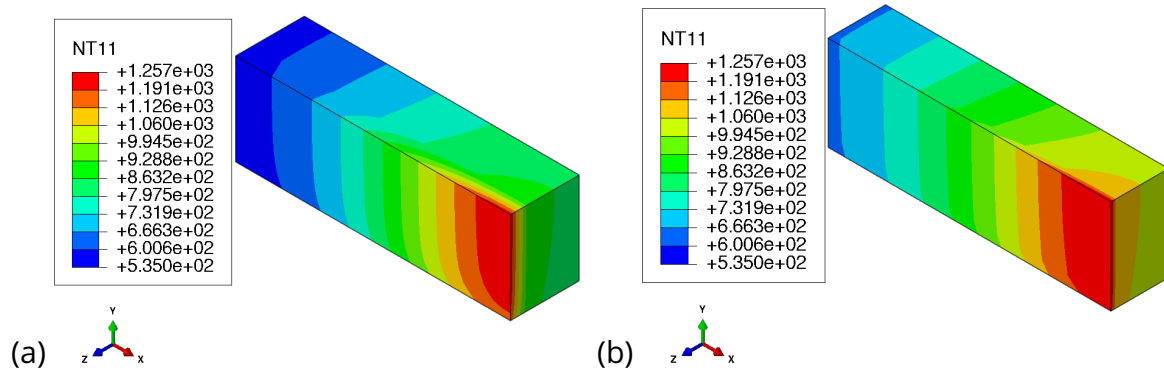 NT11
+1.257e+03
+1.191e+03
+1.126e+03
+1.060e+03
+9.945e+02
+9.288e+02
+8.632e+02
+7.975e+02
+7.319e+02
+6.663e+02
+6.006e+02
+5.350e+02
Y
Z
X
(a)
NT11
+1.257e+03
+1.191e+03
+1.126e+03
+1.060e+03
+9.945e+02
+9.288e+02
+8.632e+02
+7.975e+02
+7.319e+02
+6.663e+02
+6.006e+02
+5.350e+02
Y
Z
X
(b)